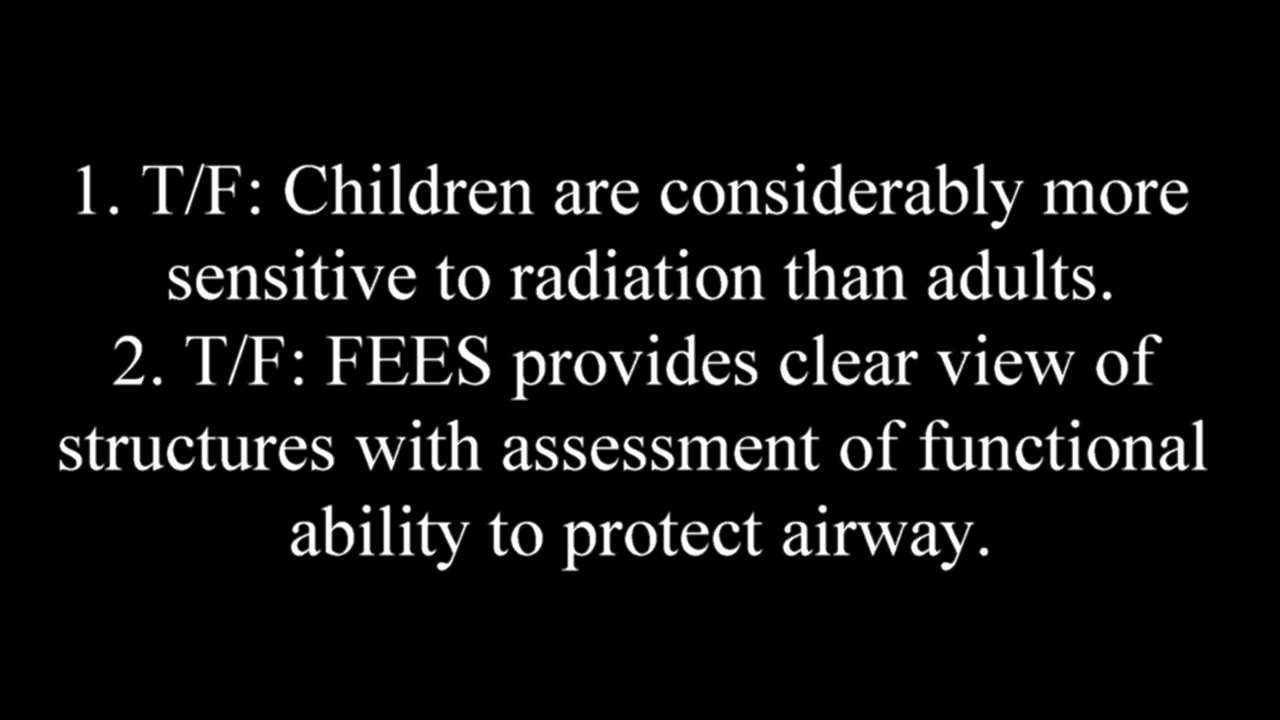 1. T/F: Children are considerably more
sensitive to radiation than adults.
2. T/F: FEES provides clear view of
structures with assessment of functional
ability to protect airway.